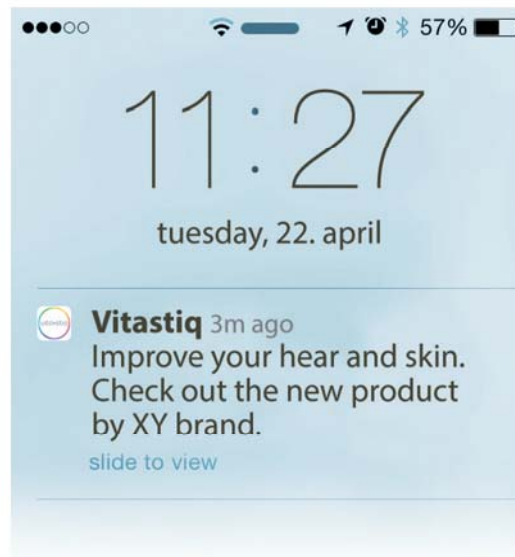 57%
11:27
tuesday, 22. april
Vitastiq 3m ago
Improve your hear and skin.
Check out the new product
by XY brand.
slide to view